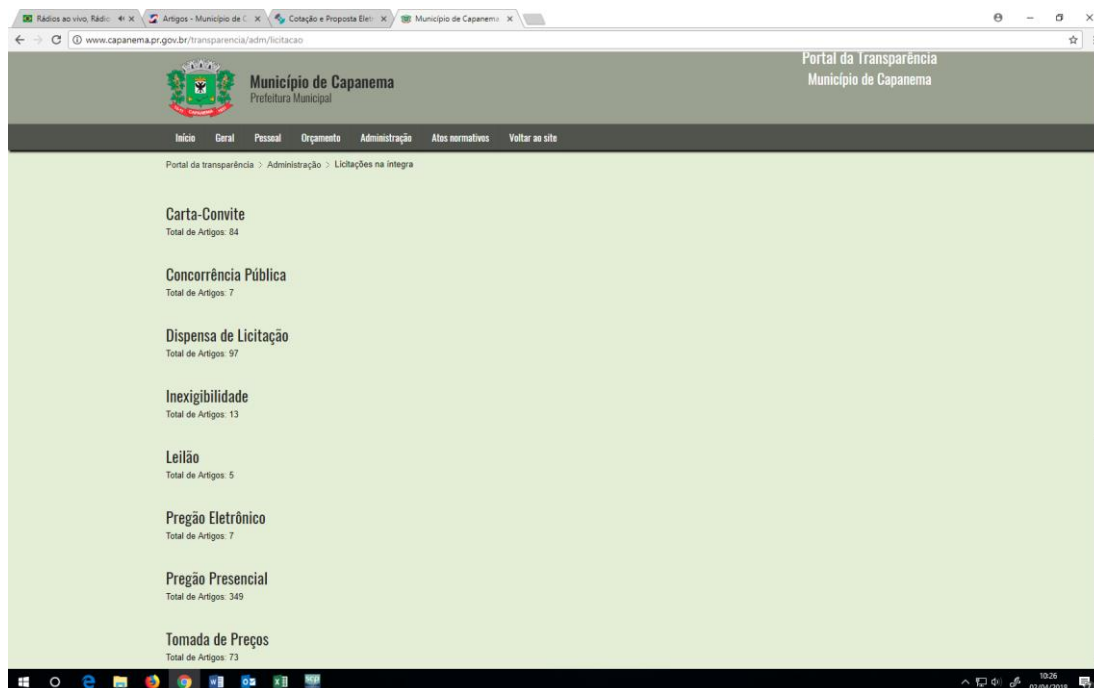 Rádios ao vivo, Rádio
Artigos - Município de C
Cotação e Proposta Elet
Município de Capanema
www.capanema.pr.gov.br/transparencia/adm/licitacao
Portal da Transparência
Município de Capanema
Município de Capanema
Prefeitura Municipal
Início Geral Pessoal Orçamento Administração Atos normativos Voltar ao site
Portal da transparência > Administração > Licitações na íntegra
Carta-Convite
Total de Artigos: 84
Concorrência Pública
Total de Artigos: 7
Dispensa de Licitação
Total de Artigos: 97
Inexigibilidade
Total de Artigos: 13
Leilão
Total de Artigos: 5
Pregão Eletrônico
Total de Artigos: 7
Pregão Presencial
Total de Artigos: 349
Tomada de Preços
Total de Artigos: 73
10:26
02/04/2018